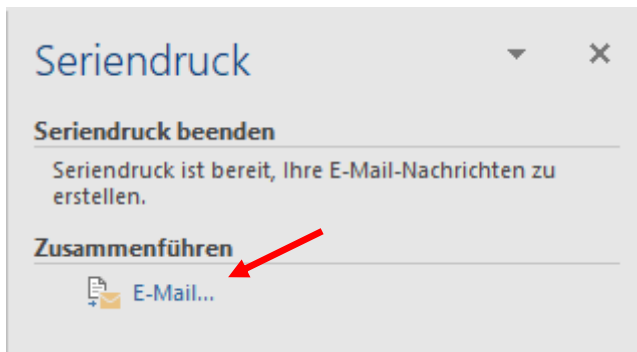 Seriendruck
Seriendruck beenden
Seriendruck ist bereit, Ihre E-Mail-Nachrichten zu
erstellen.
Zusammenführen
E-Mail...